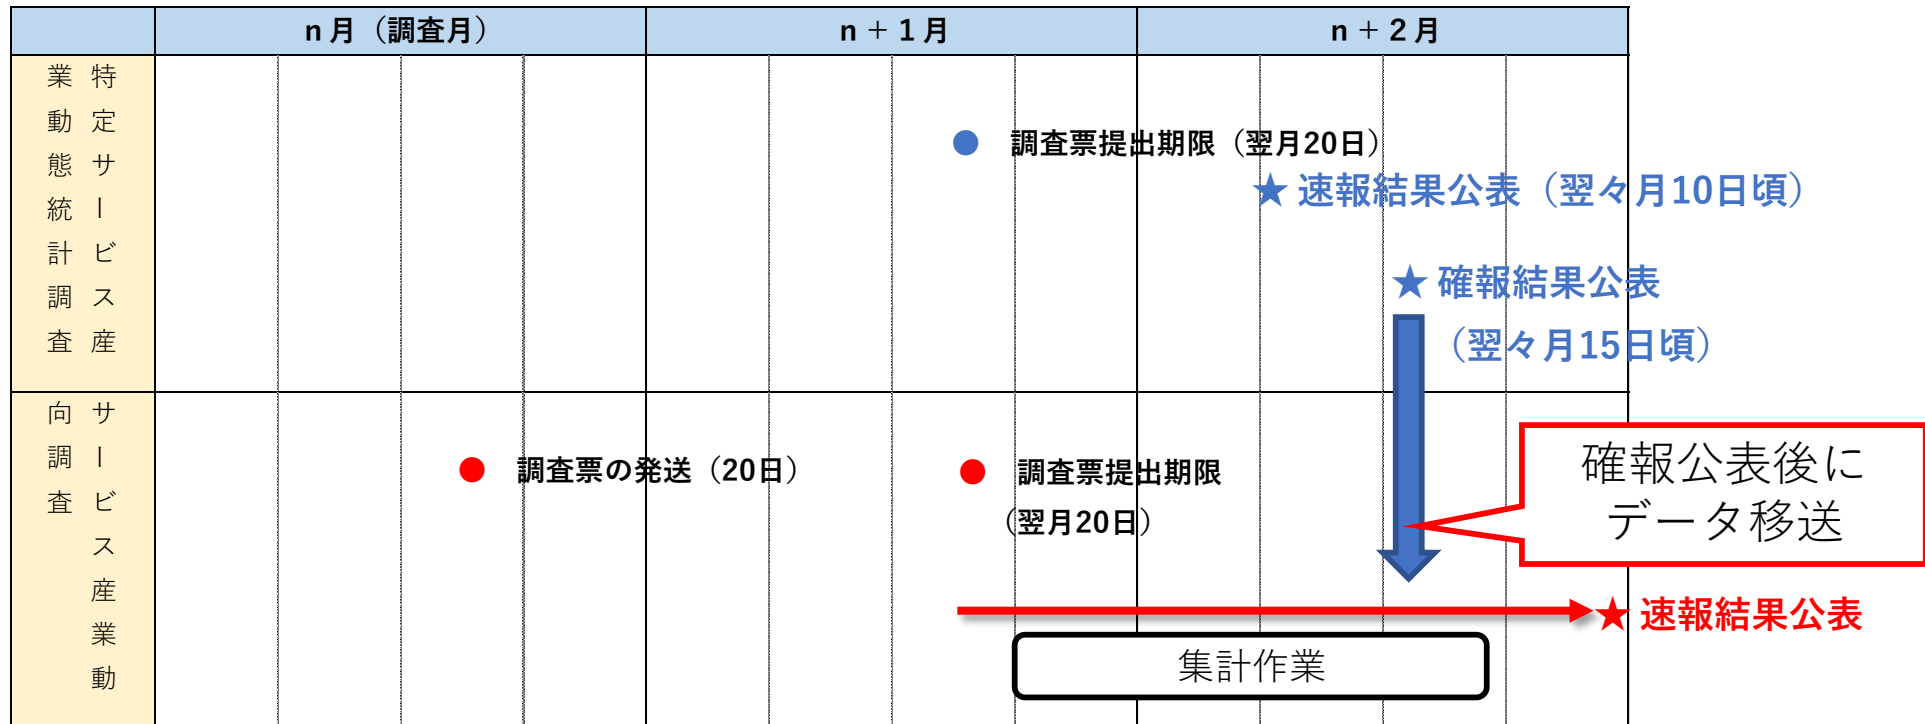 n月（調査月）
n＋1月
n＋2月
特定サービス産
業動態統計調査
調査票提出期限（翌月20日）
★ 速報結果公表（翌々月10日頃）
★ 確報結果公表
（翌々月15日頃）
サービス産業動
向調査
調査票の発送（20日）
調査票提出期限
（翌月20日）
確報公表後に
データ移送
★ 速報結果公表
集計作業